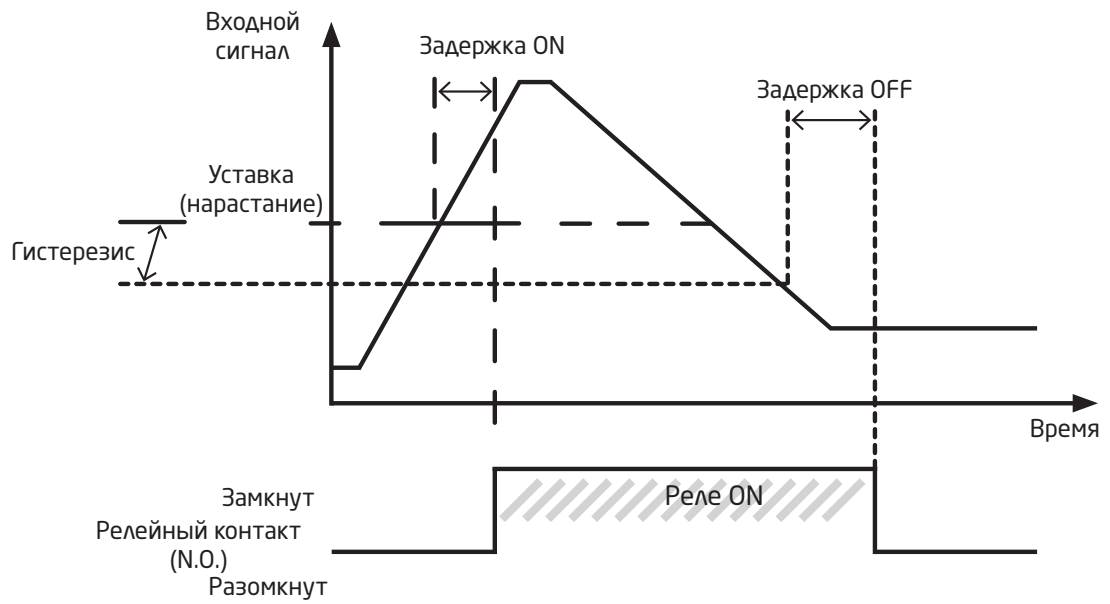 Входной
сигнал
Задержка ON
Задержка OFF
Уставка
(нарастание)
Гистерезис
Время
Замкнут
Реле ON
Релейный контакт
(N.O.)
Разомкнут